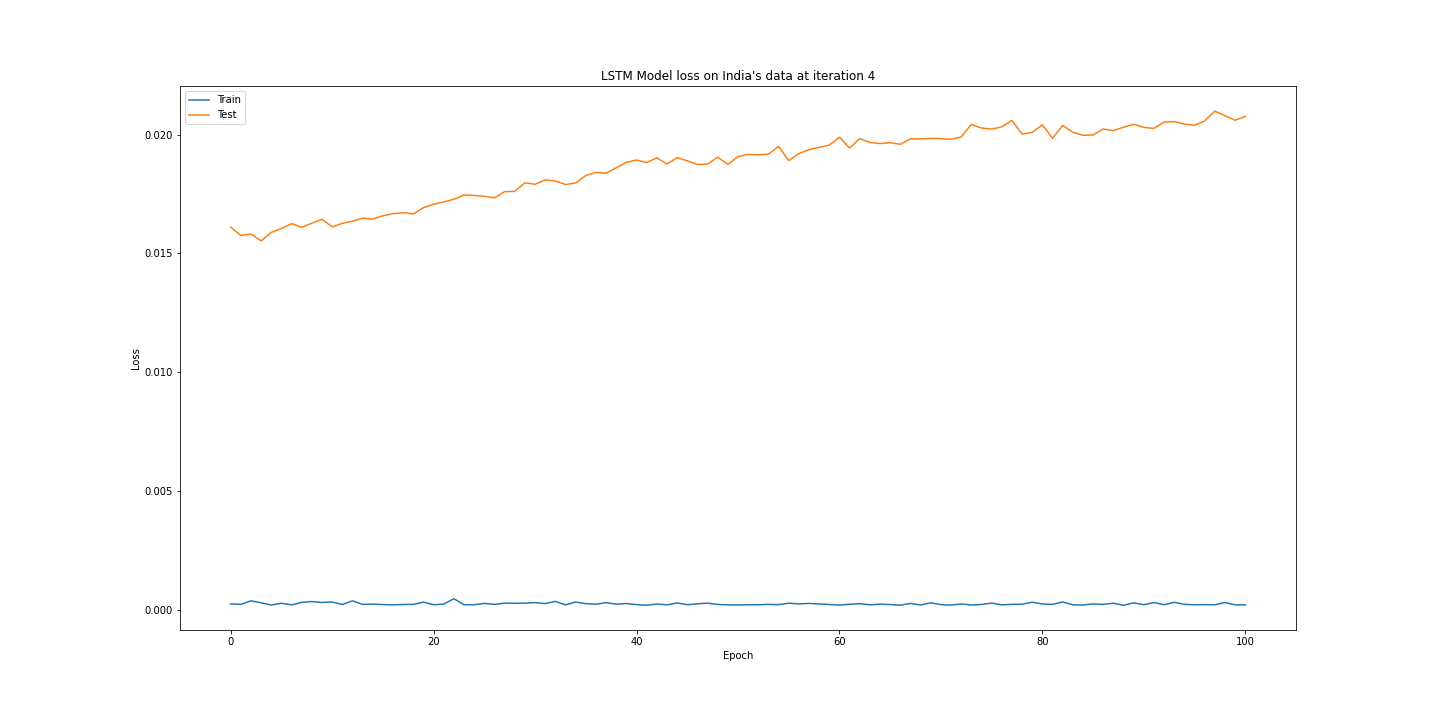 LSTM Model loss on India's data at iteration 4
Train
Test
0.020
0.015
0.010
0.005
0.000
Loss
0 20 40 60 80 100
Epoch